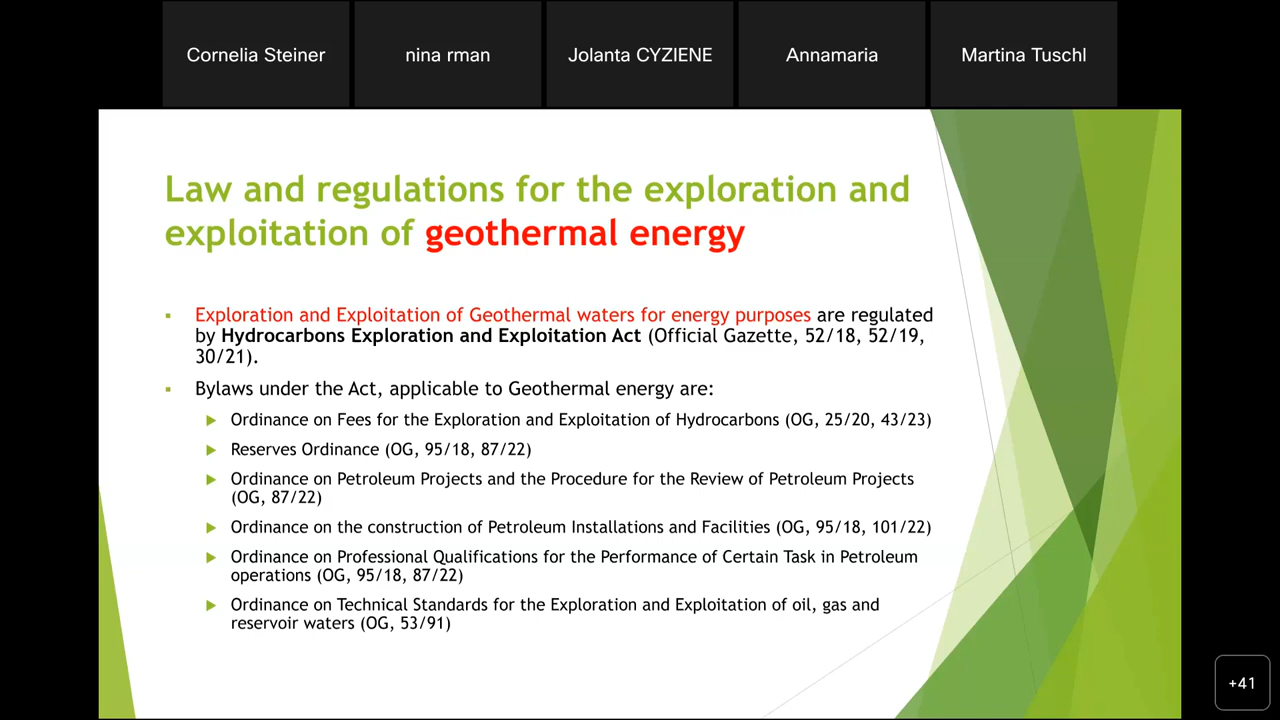 Cornelia Steiner
nina rman
Jolanta CYZIENE
Annamaria
Martina Tuschl
Law and regulations for the exploration and
exploitation of geothermal energy
Exploration and Exploitation of Geothermal waters for energy purposes are regulated
by Hydrocarbons Exploration and Exploitation Act (Official Gazette, 52/18, 52/19,
30/21).
Bylaws under the Act, applicable to Geothermal energy are:
Ordinance on Fees for the Exploration and Exploitation of Hydrocarbons (OG, 25/20, 43/23)
Reserves Ordinance (OG, 95/18, 87/22)
Ordinance on Petroleum Projects and the Procedure for the Review of Petroleum Projects
(OG, 87/22)
Ordinance on the construction of Petroleum Installations and Facilities (OG, 95/18, 101/22)
Ordinance on Professional Qualifications for the Performance of Certain Task in Petroleum
operations (OG, 95/18, 87/22)
Ordinance on Technical Standards for the Exploration and Exploitation of oil, gas and
reservoir waters (OG, 53/91)
+41